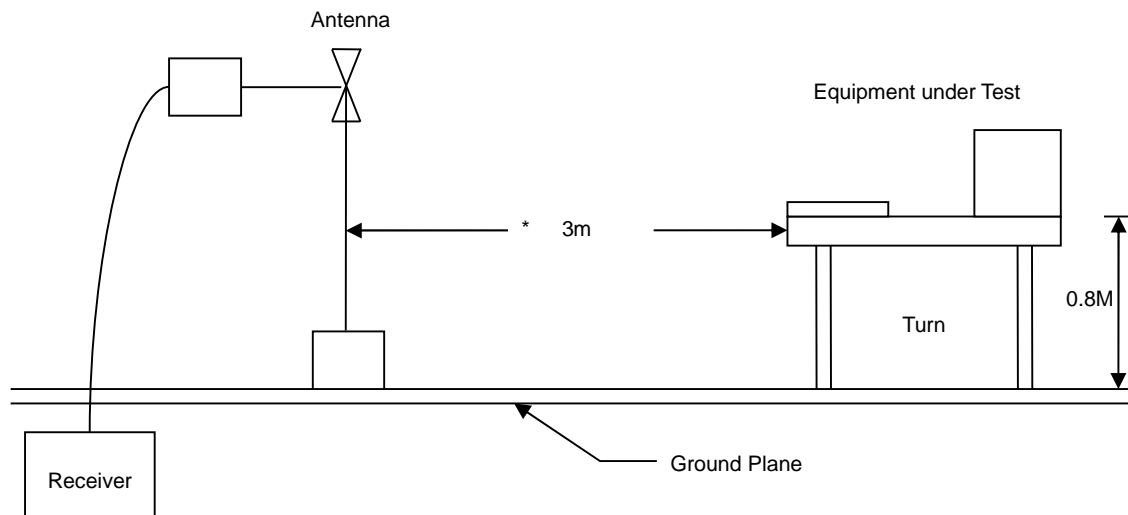 Antenna
Equipment under Test
* 3m
0.8M
Turn
Ground Plane
Receiver